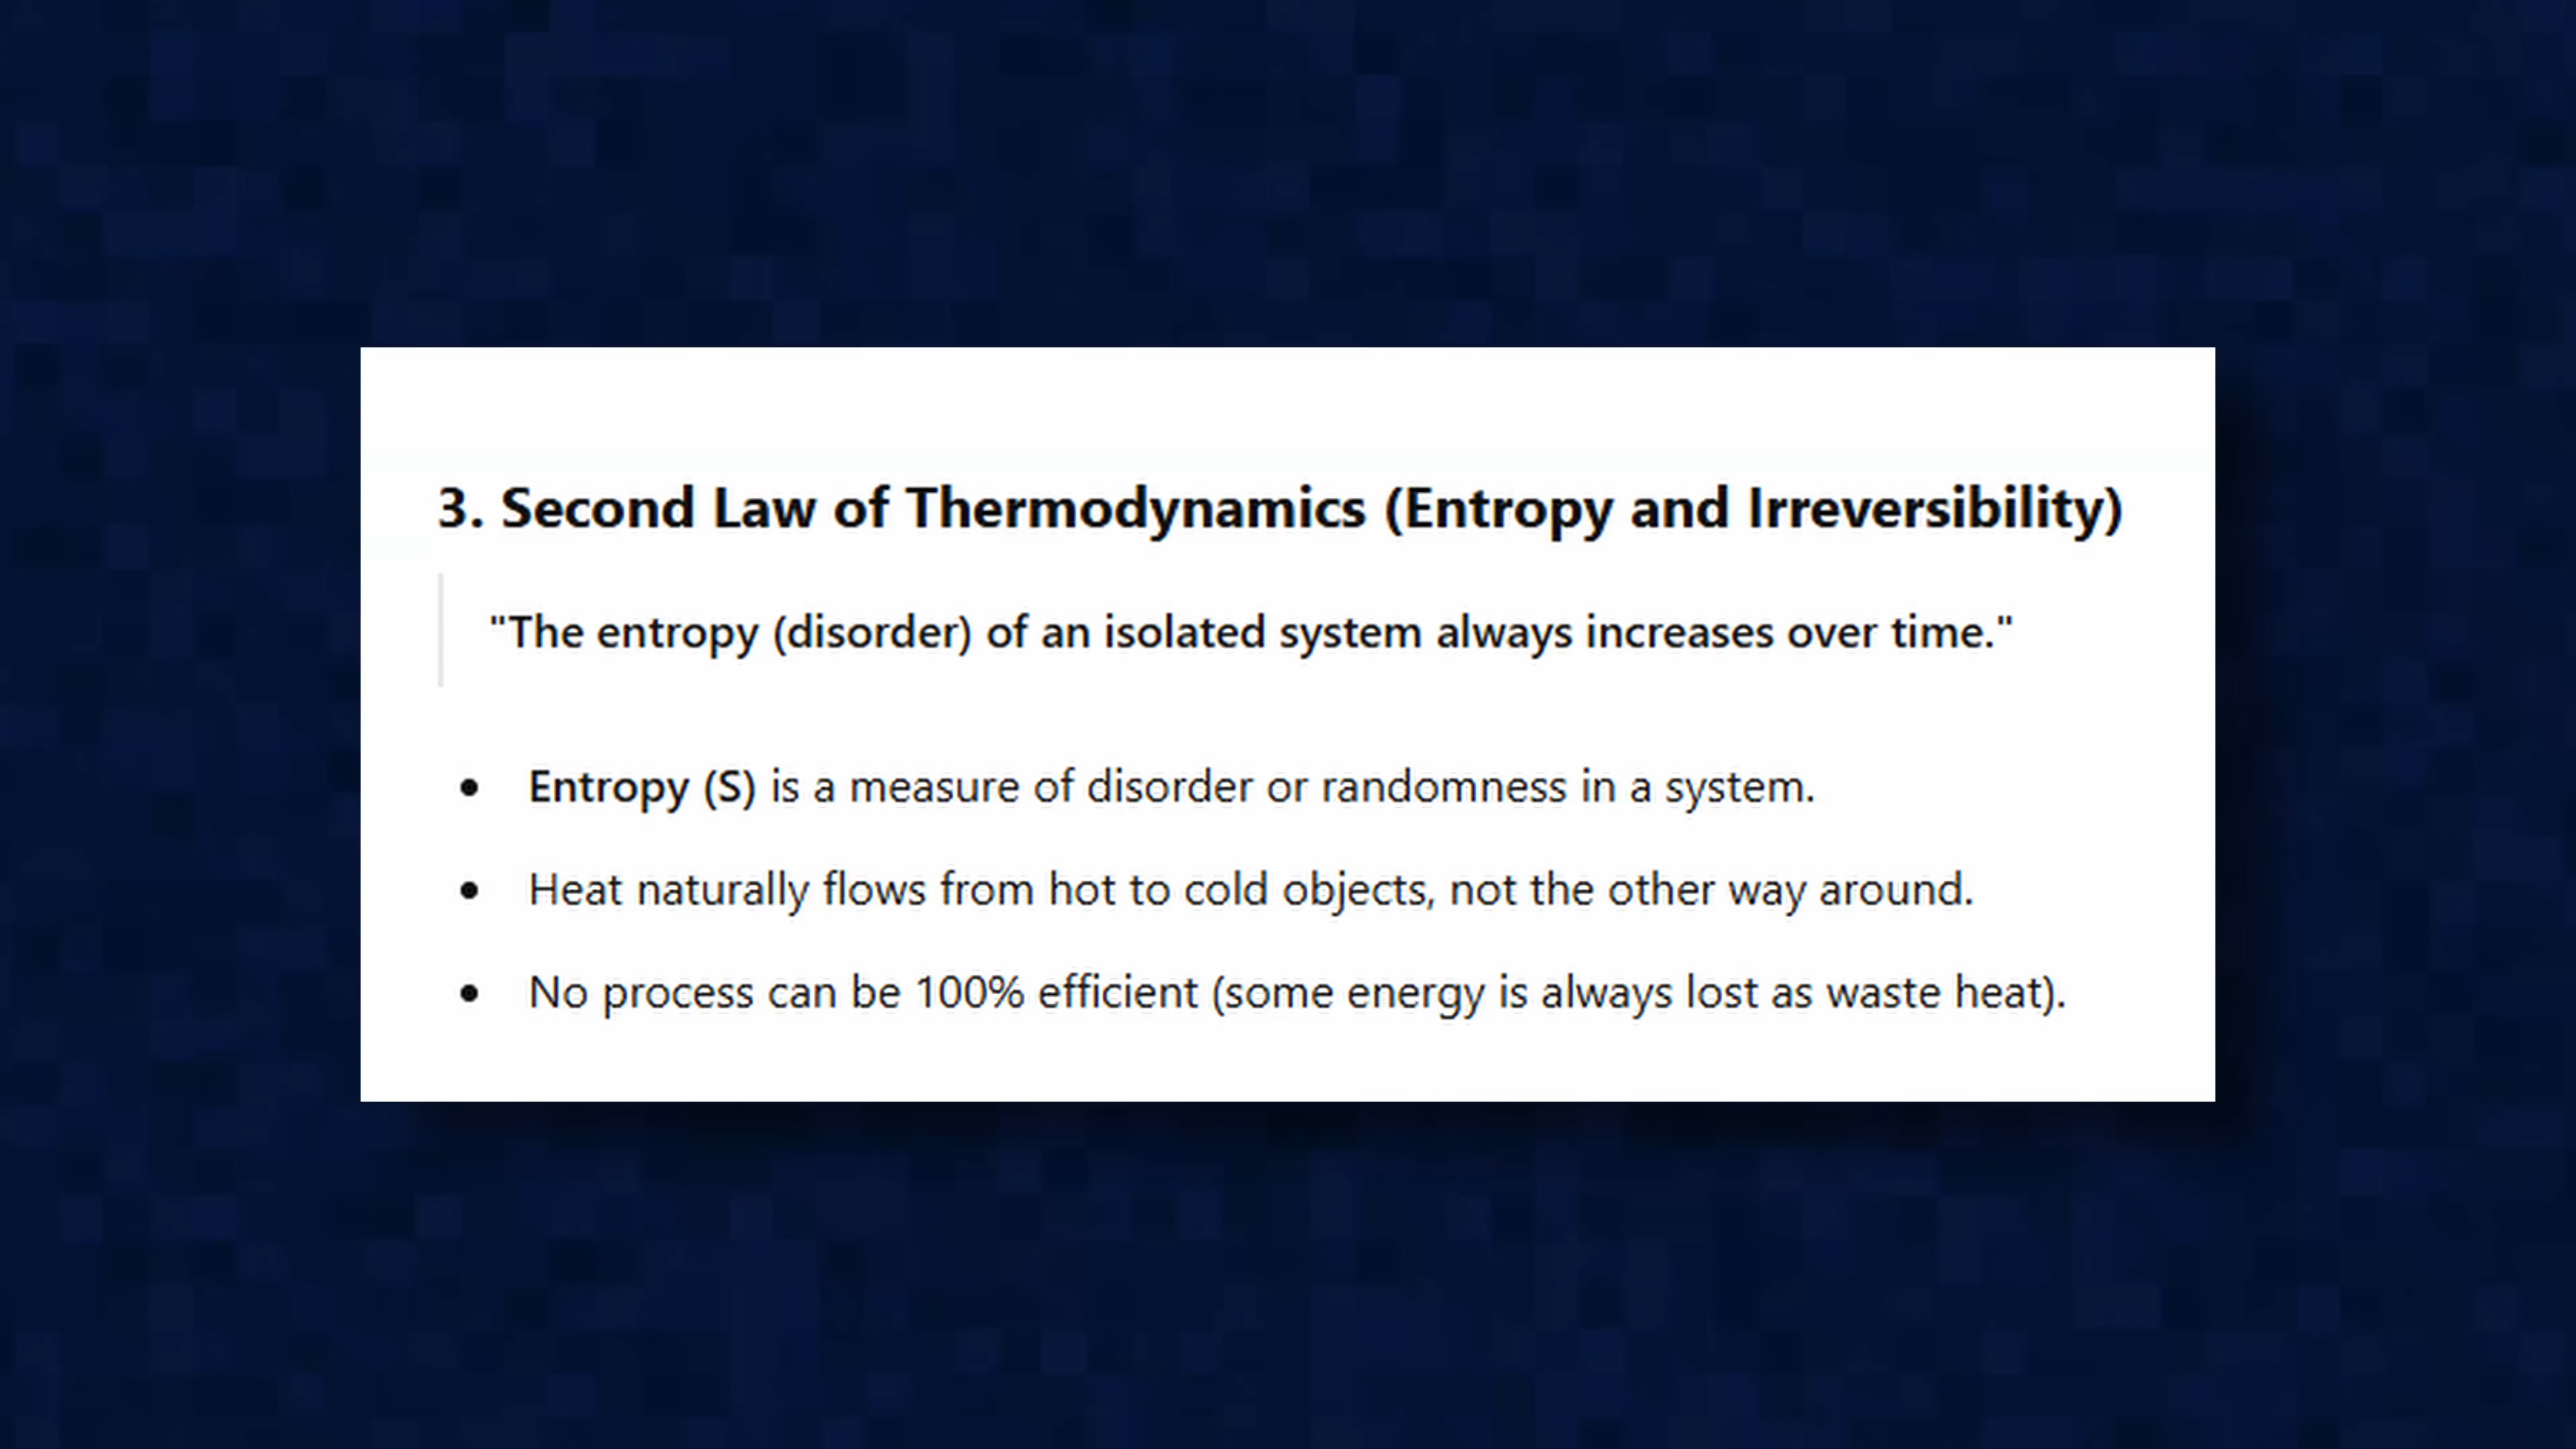 3. Second Law of Thermodynamics (Entropy and Irreversibility)
"The entropy (disorder) of an isolated system always increases over time."
• Entropy (S) is a measure of disorder or randomness in a system.
• Heat naturally flows from hot to cold objects, not the other way around.
• No process can be 100% efficient (some energy is always lost as waste heat).